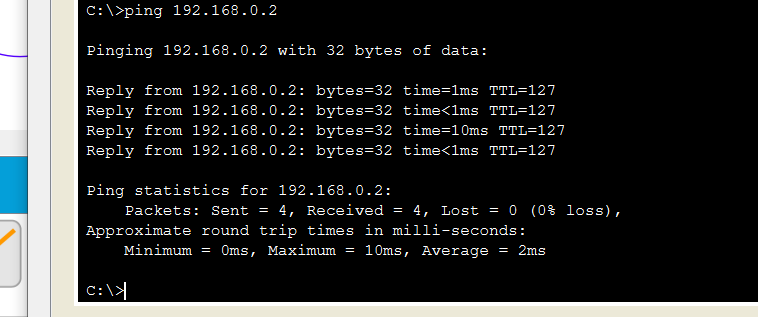 C:\>ping 192.168.0.2
Pinging 192.168.0.2 with 32 bytes of data:
Reply from 192.168.0.2: bytes=32 time=1ms TTL=127
Reply from 192.168.0.2: bytes=32 time<1ms TTL=127
Reply from 192.168.0.2: bytes=32 time=10ms TTL=127
Reply from 192.168.0.2: bytes=32 time<1ms TTL=127
Ping statistics for 192.168.0.2:
Packets: Sent = 4, Received = 4, Lost = 0 (0% loss),
Approximate round trip times in milli-seconds:
Minimum = 0ms, Maximum = 10ms, Average = 2ms
C:\>